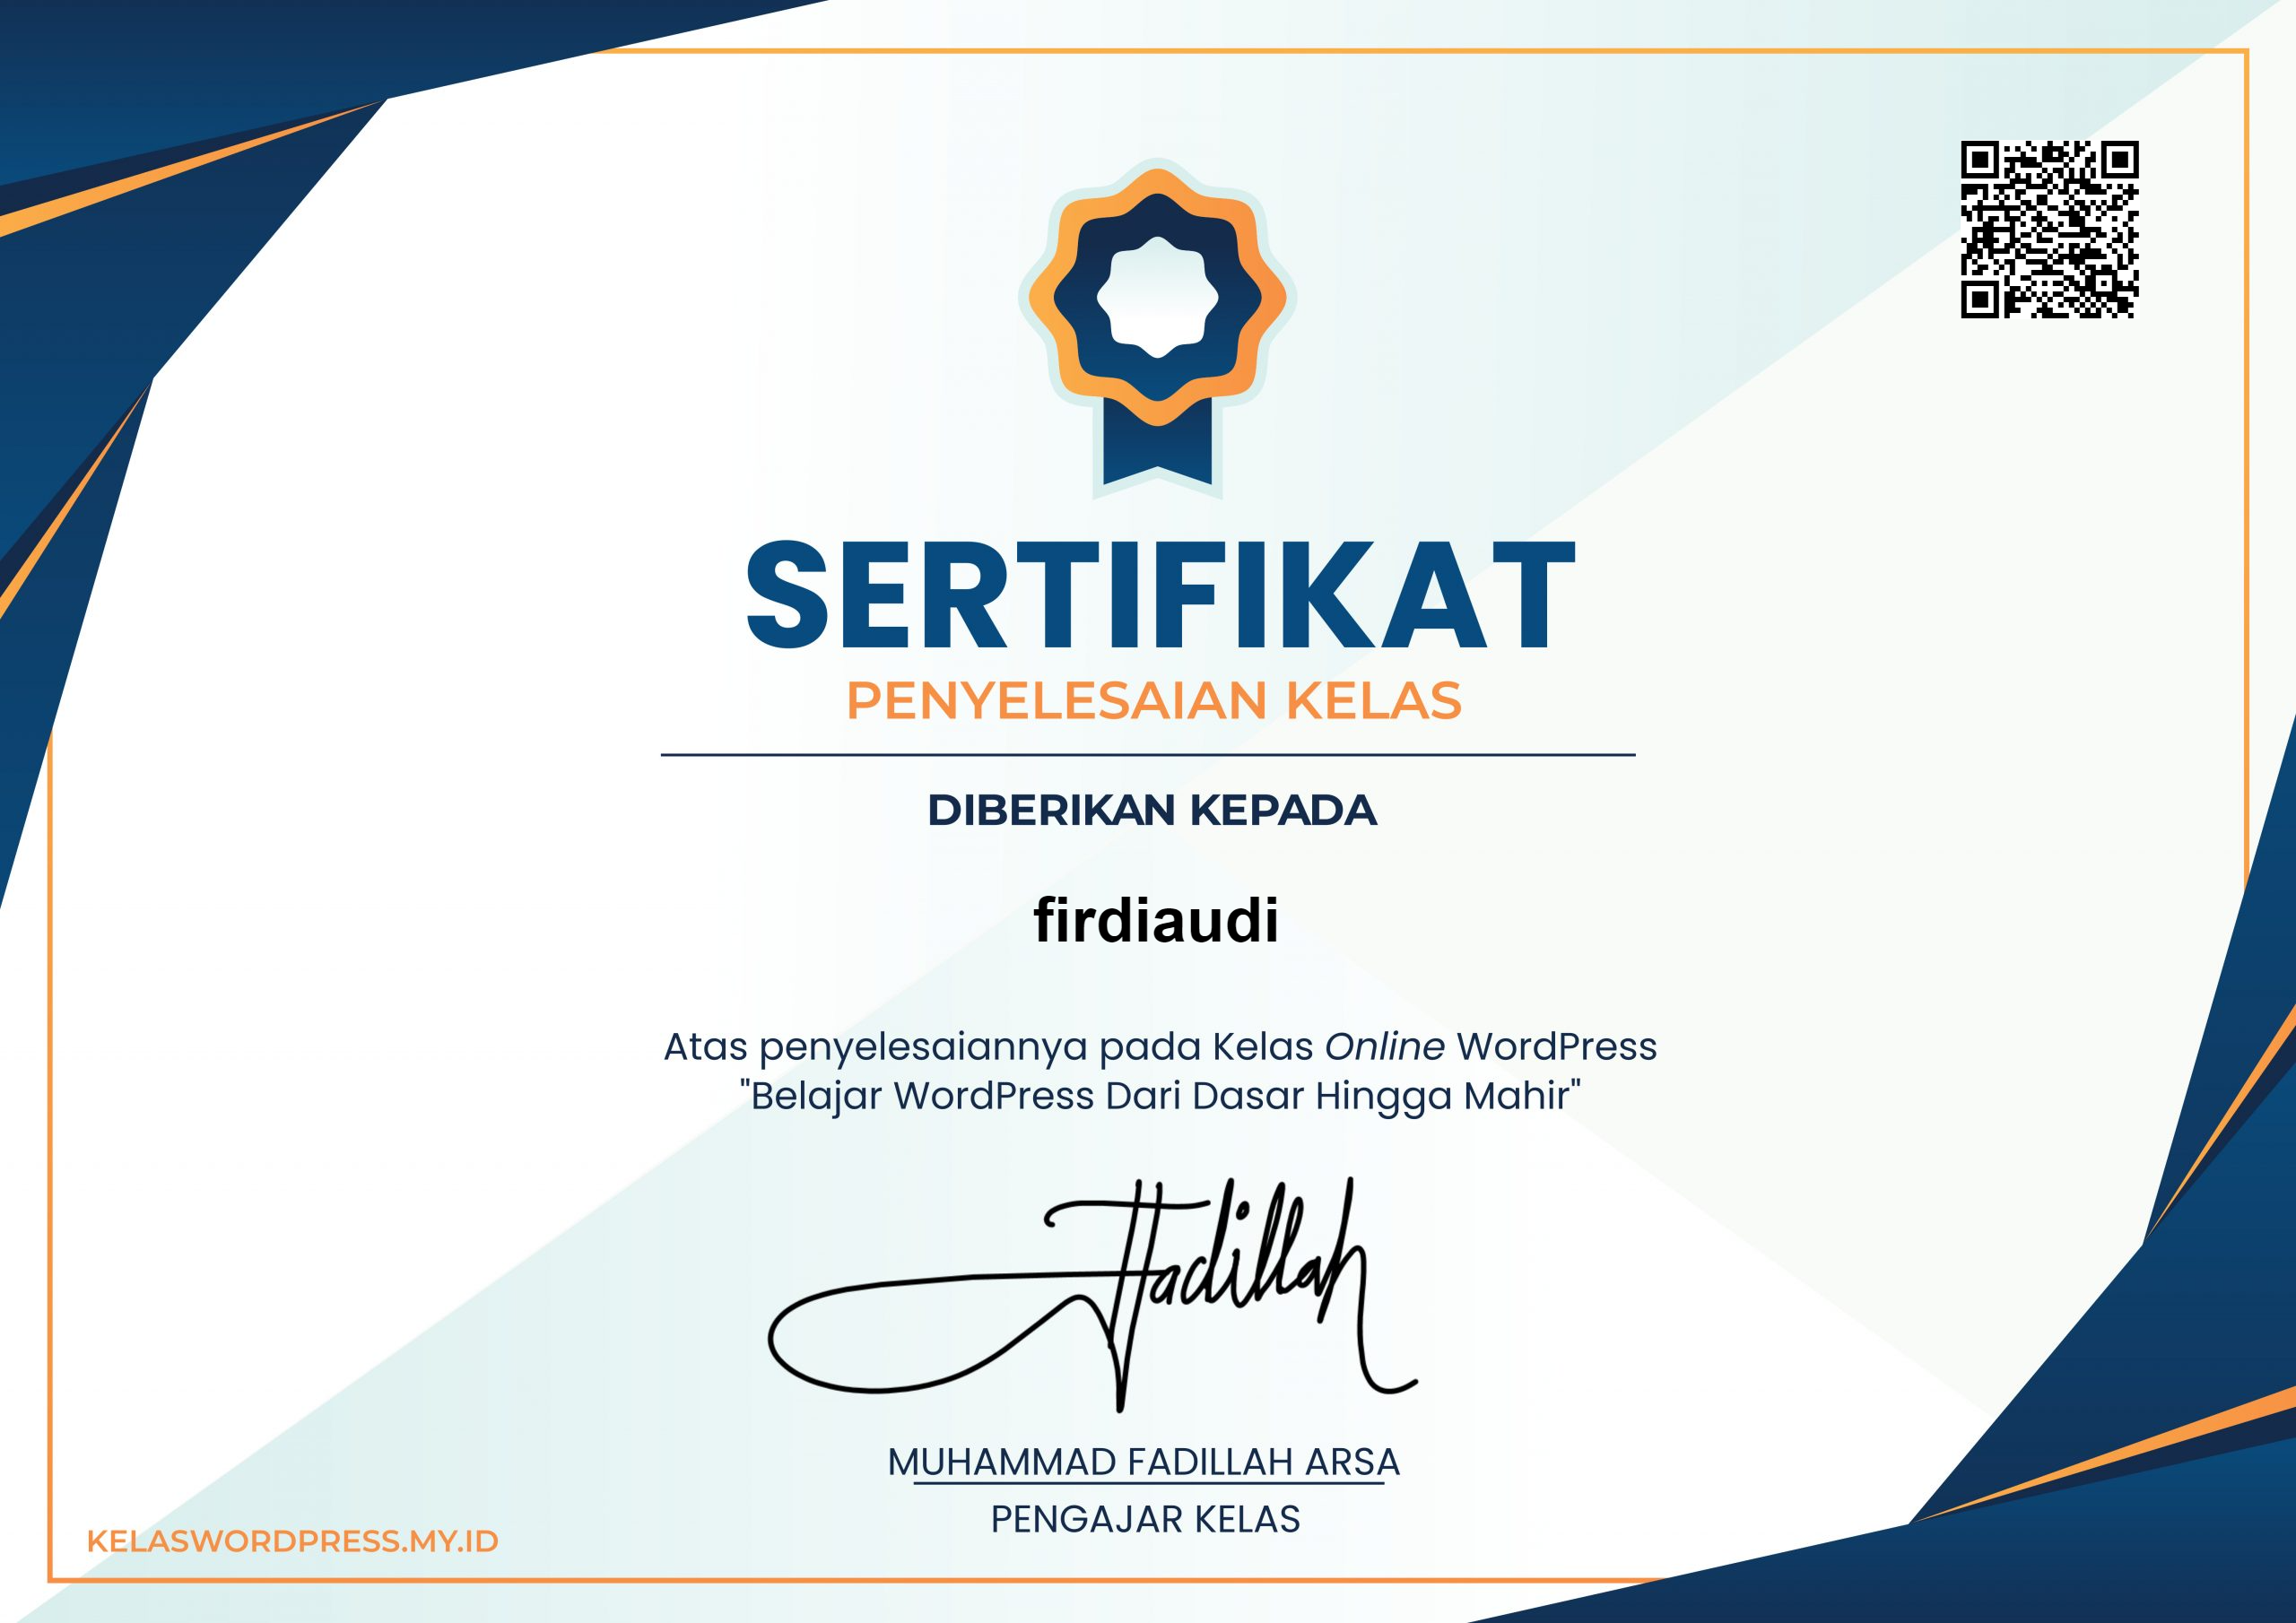 SERTIFIKAT
PENYELESAIAN KELAS
DIBERIKAN KEPADA
firdiaudi
Atas penyelesaiannya pada Kelas Online WordPress
"Belajar WordPress Dari Dasar Hingga Mahir"
Fadillah
MUHAMMAD FADILLAH ARSA
PENGAJAR KELAS
KELASWORDPRESS.MY.ID